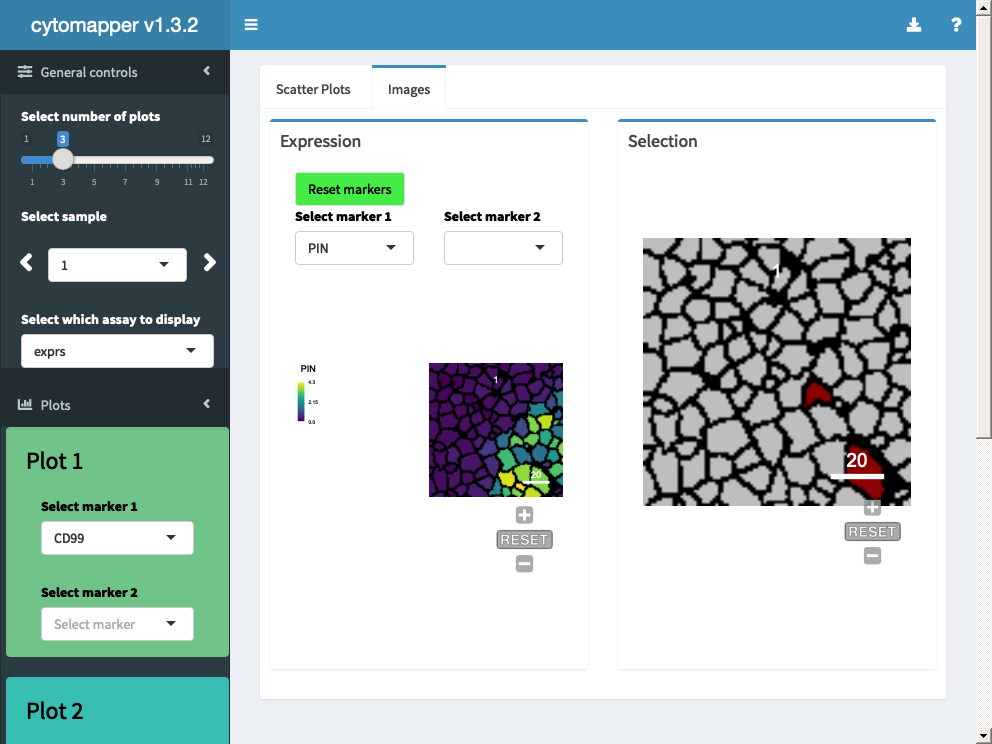 cytomapper v1.3.2
General controls
Select number of plots
1 3 12
1 3 5 7 9 11 12
Select sample
1
Select which assay to display
exprs
Plots
Plot 1
Select marker 1
CD99
Select marker 2
Select marker
Plot 2
?
Scatter Plots
Images
Expression
Reset markers
Select marker 1
Select marker 2
PIN
PIN
4.3
2.15
0.0
1
20
RESET
Selection
1
20
RESET